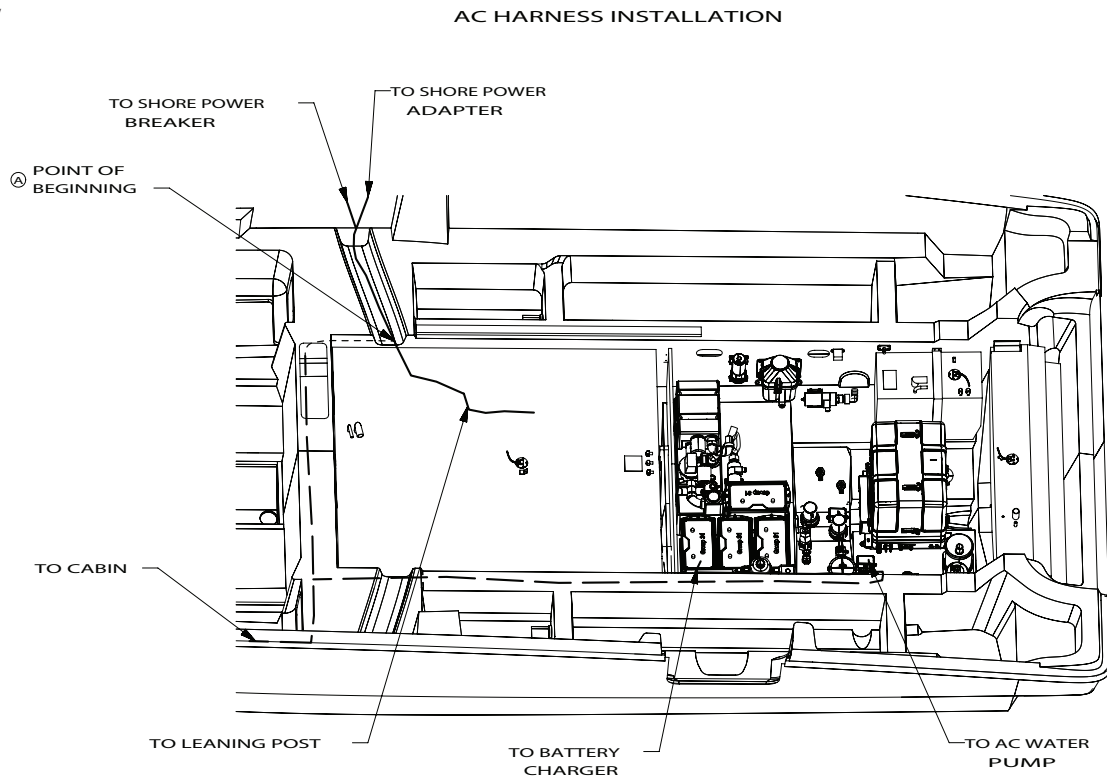 AC HARNESS INSTALLATION
TO SHORE POWER
BREAKER
TO SHORE POWER
ADAPTER
A POINT OF
BEGINNING
TO CABIN
TO LEANING POST
TO BATTERY
CHARGER
TO AC WATER
PUMP